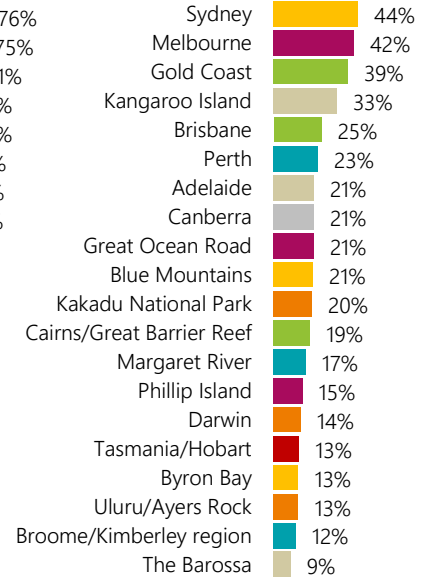 76%
Sydney 44%
Melbourne 42%
Gold Coast 39%
Kangaroo Island 33%
Brisbane 25%
Perth 23%
Adelaide 21%
Canberra 21%
Great Ocean Road 21%
Blue Mountains 21%
Kakadu National Park 20%
Cairns/Great Barrier Reef 19%
Margaret River 17%
Phillip Island 15%
Darwin 14%
Tasmania/Hobart 13%
Byron Bay 13%
Uluru/Ayers Rock 13%
Broome/Kimberley region 12%
The Barossa 9%